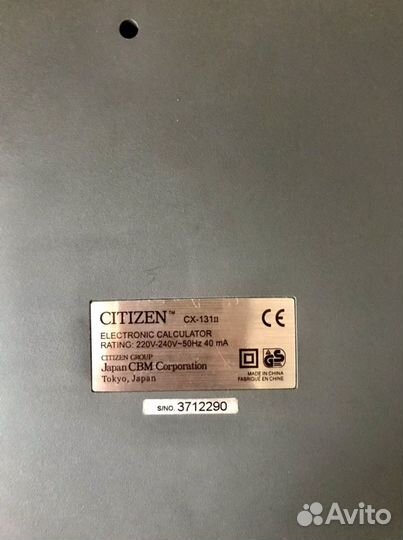 CITIZEN™ CX-131II
CE
ELECTRONIC CALCULATOR
RATING: 220V-240V~50Hz 40 mA
CITIZEN GROUP
Japan CBM Corporation
Tokyo, Japan
GS
MADE IN CHINA
FABRIQUE EN CHINE
S/NO. 3712290
Avito